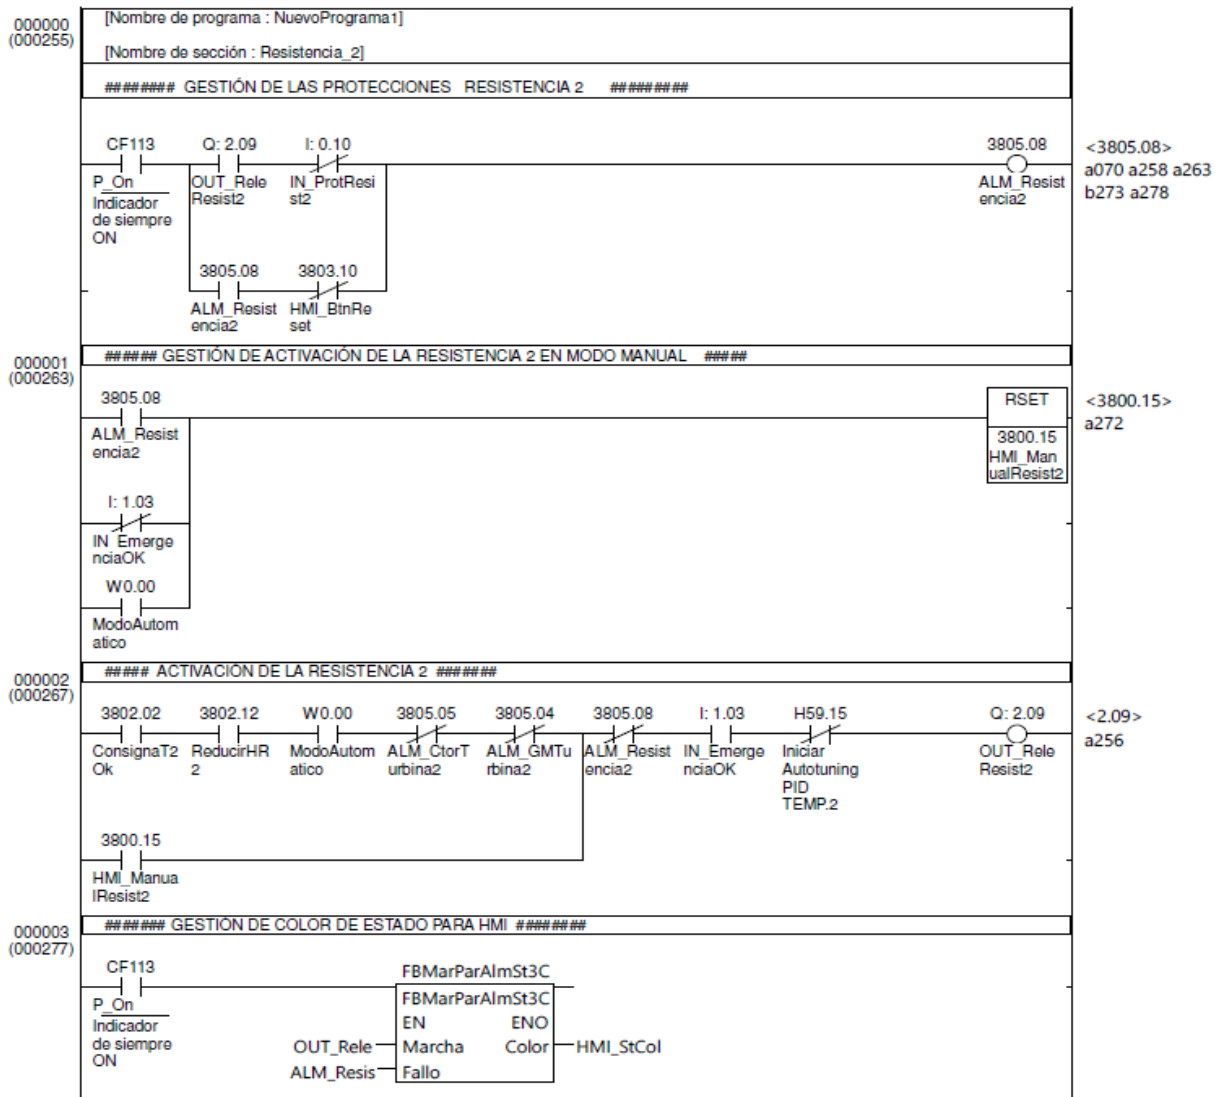 000000
(000255)
[Nombre de programa : NuevoPrograma1]
[Nombre de sección : Resistencia_2]
######## GESTIÓN DE LAS PROTECCIONES RESISTENCIA 2 #########
CF113 Q: 2.09 I: 0.10 3805.08 <3805.08>
P_On OUT_Rele IN_ProtResi ALM_Resist a070 a258 a263
Indicador Resist2 st2 encia2 b273 a278
de siempre
ON
3805.08 3803.10
ALM_Resist HMI_BtnRe
encia2 set
000001
(000263)
###### GESTIÓN DE ACTIVACIÓN DE LA RESISTENCIA 2 EN MODO MANUAL #####
3805.08 RSET <3800.15>
ALM_Resist a272
encia2
3800.15
HMI_Man
ualResist2
I: 1.03
IN_Emerge
nciaOK
W0.00
ModoAutom
atico
000002
(000267)
##### ACTIVACIÓN DE LA RESISTENCIA 2 #######
3802.02 3802.12 W0.00 3805.05 3805.04 3805.08 I: 1.03 H59.15 Q: 2.09 <2.09>
ConsignaT2 ReducirHR ModoAutom ALM_CtorT ALM_GMTu ALM_Resist IN_Emerge Iniciar OUT_Rele a256
Ok 2 atico urbina2 rbina2 encia2 nciaOK Autotuning Resist2
PID
TEMP.2
3800.15
HMI_Manua
lResist2
000003
(000277)
####### GESTIÓN DE COLOR DE ESTADO PARA HMI ########
CF113 FBMarParAlmSt3C
P_On FBMarParAlmSt3C
Indicador EN ENO
de siempre OUT_Rele Marcha Color HMI_StCol
ON ALM_Resis Fallo